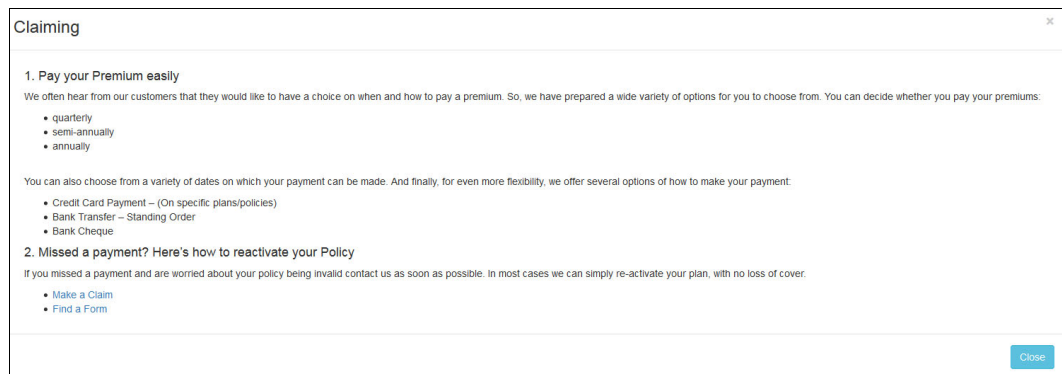 Claiming
×
1. Pay your Premium easily
We often hear from our customers that they would like to have a choice on when and how to pay a premium. So, we have prepared a wide variety of options for you to choose from. You can decide whether you pay your premiums:
• quarterly
• semi-annually
• annually
You can also choose from a variety of dates on which your payment can be made. And finally, for even more flexibility, we offer several options of how to make your payment:
• Credit Card Payment – (On specific plans/policies)
• Bank Transfer – Standing Order
• Bank Cheque
2. Missed a payment? Here’s how to reactivate your Policy
If you missed a payment and are worried about your policy being invalid contact us as soon as possible. In most cases we can simply re-activate your plan, with no loss of cover.
• Make a Claim
• Find a Form
Close